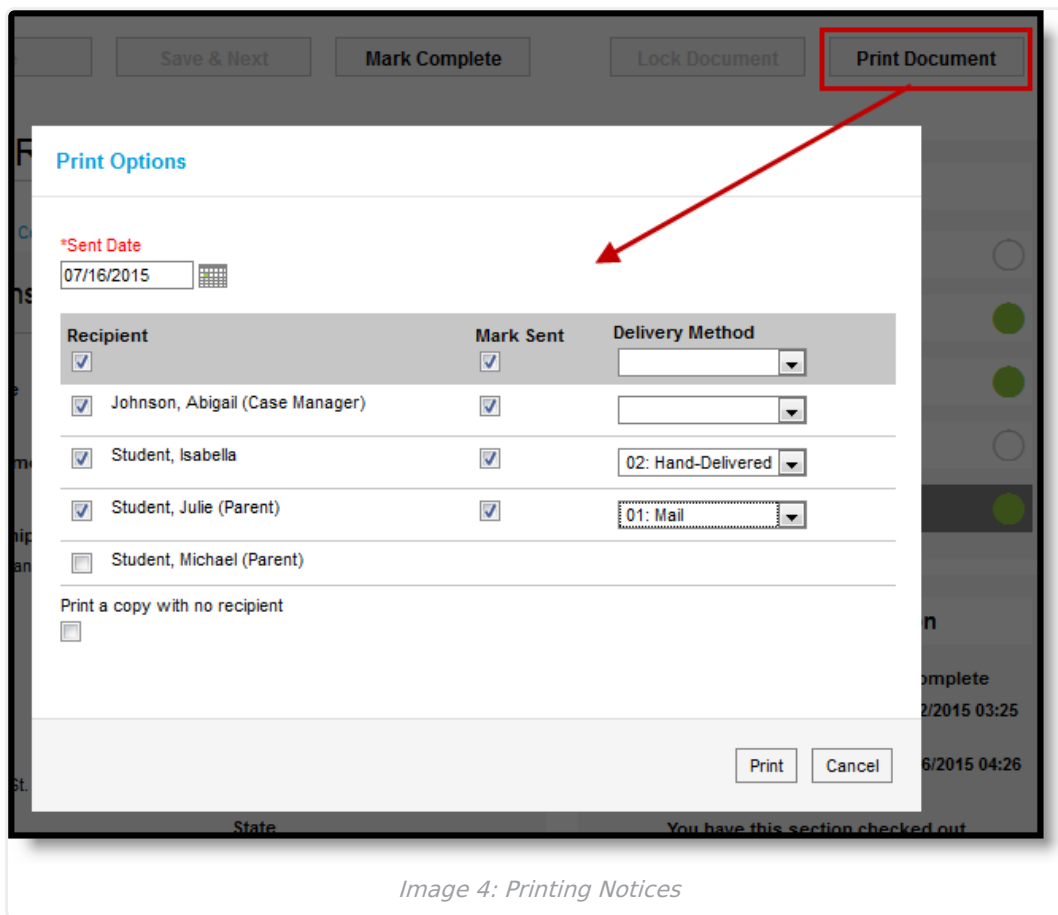 Save & Next Mark Complete Lock Document Print Document
Print Options
*Sent Date
07/16/2015
Recipient Mark Sent Delivery Method
Johnson, Abigail (Case Manager)
Student, Isabella 02: Hand-Delivered
Student, Julie (Parent) 01: Mail
Student, Michael (Parent)
Print a copy with no recipient
omplete
2/2015 03:25
Print Cancel 6/2015 04:26
St.
State You have this section checked out
Image 4: Printing Notices